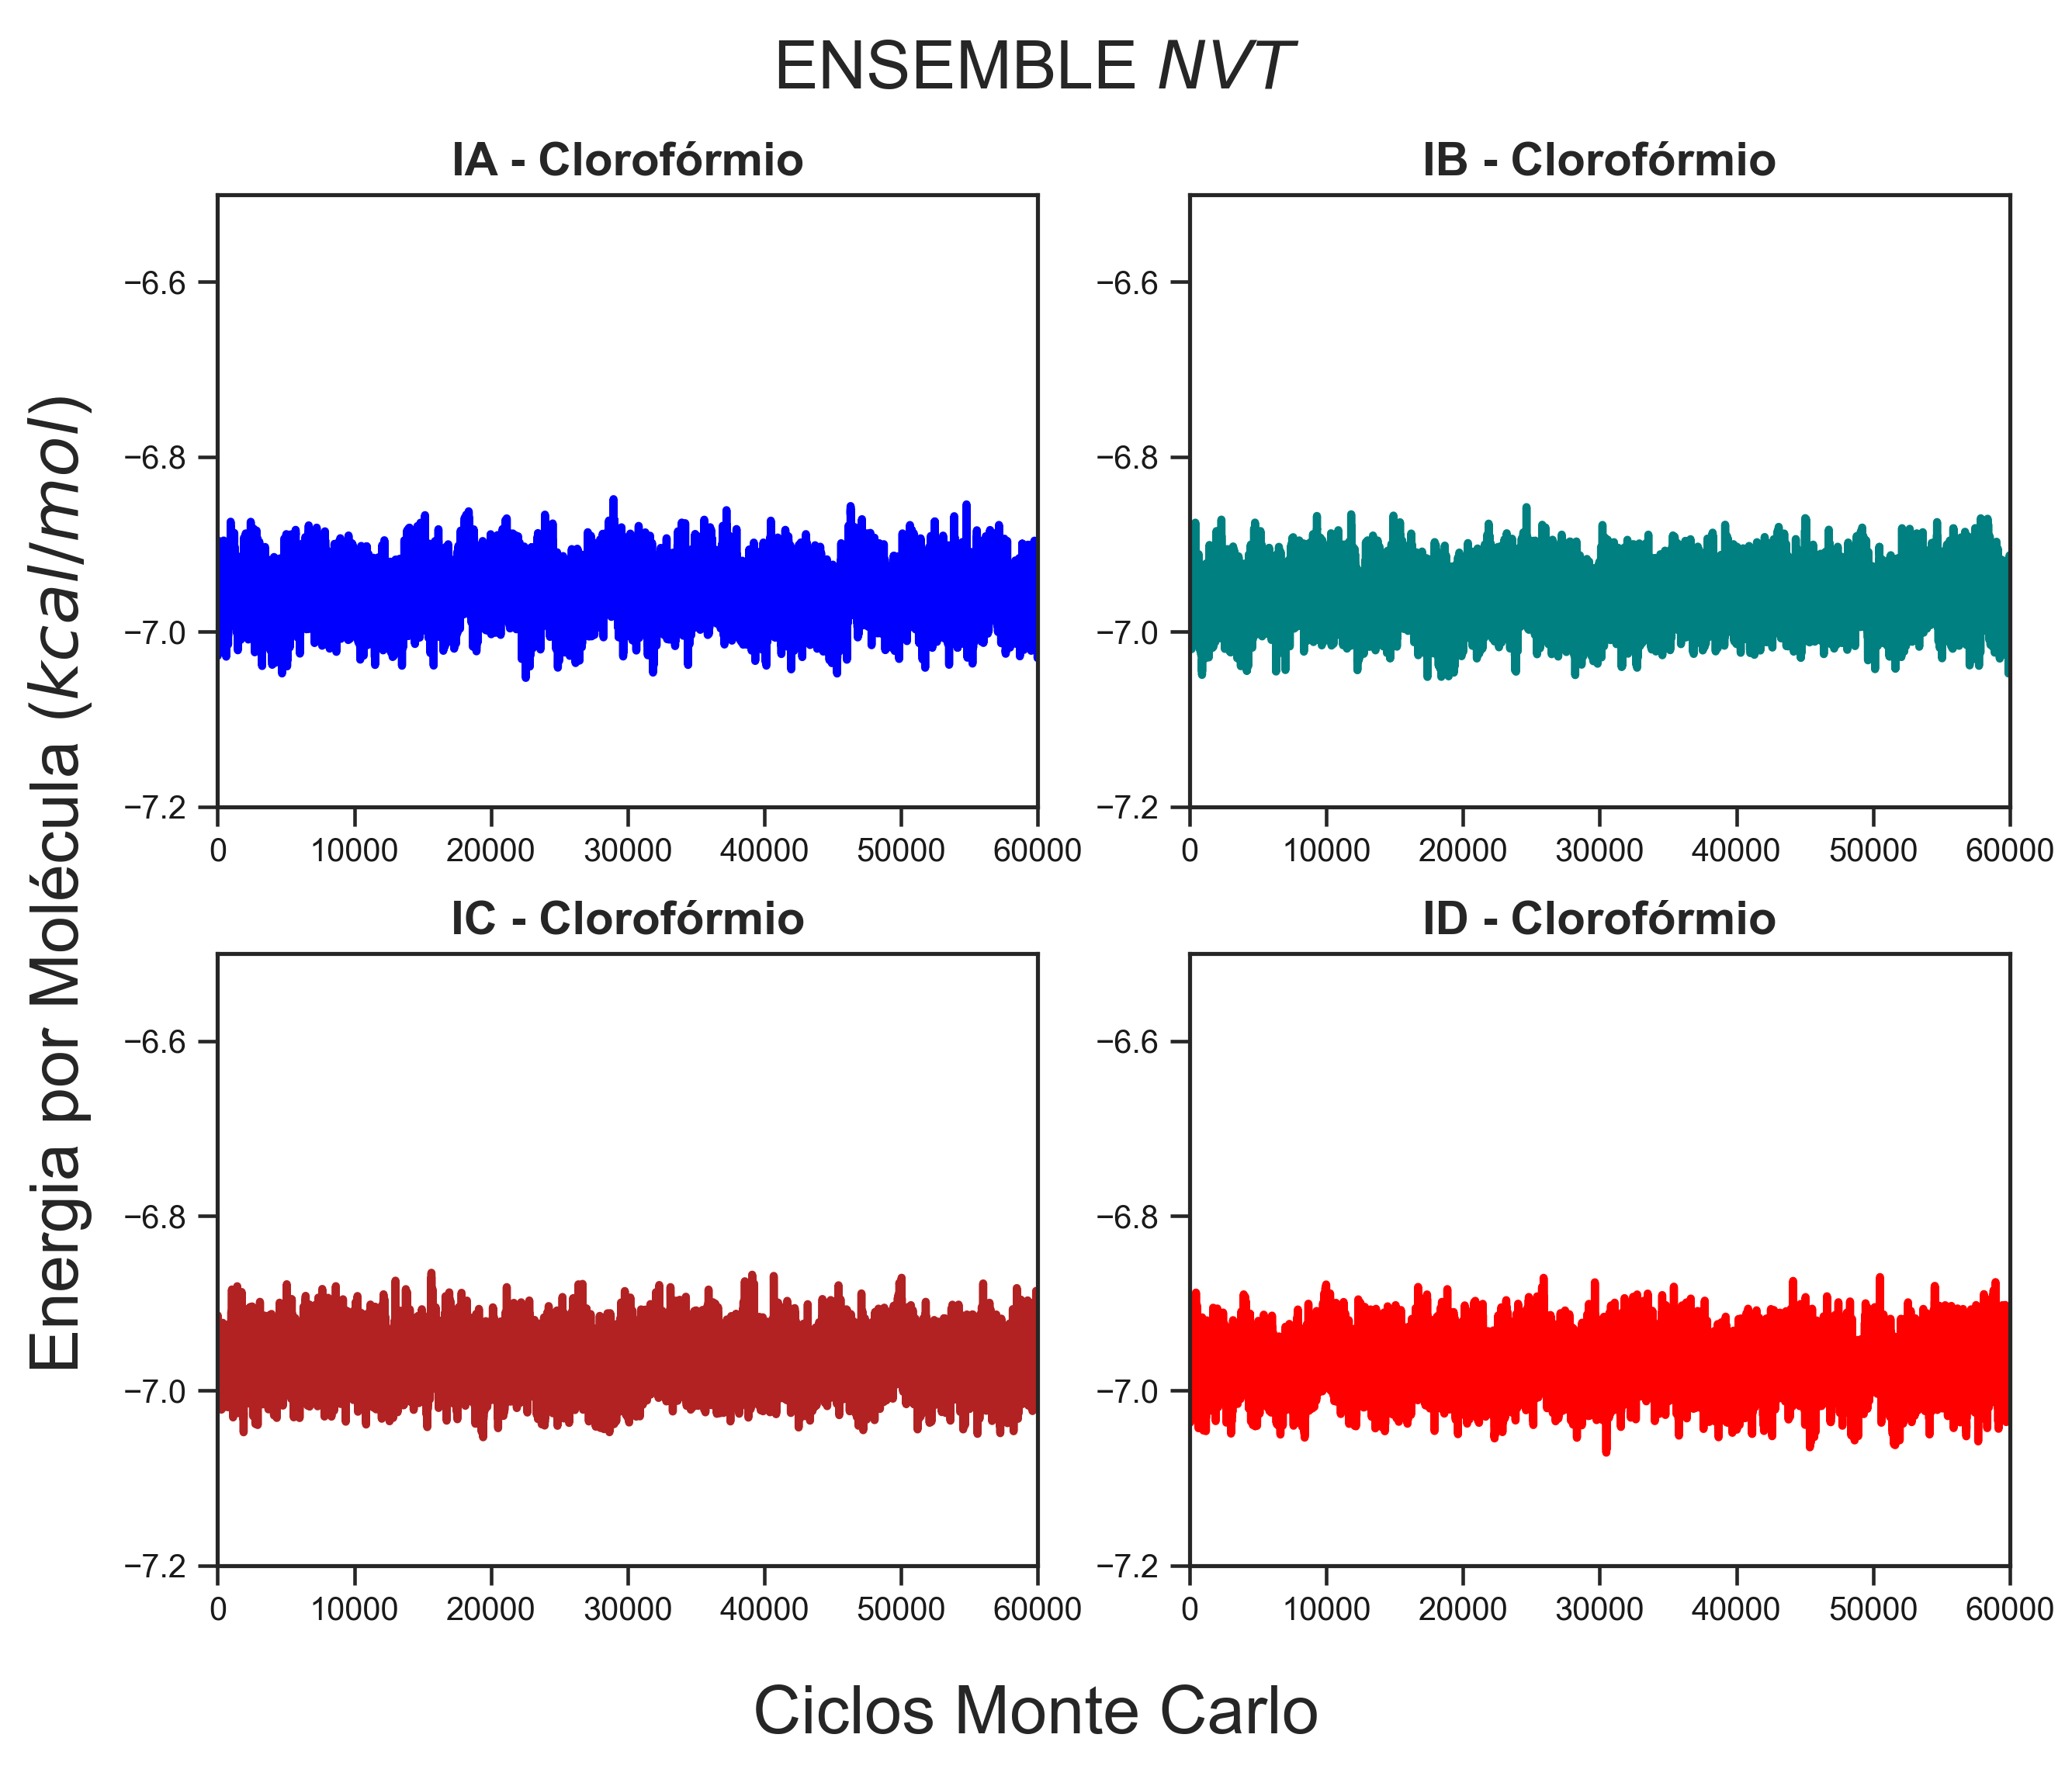 ENSEMBLE NVT
IA - Clorofórmio
IB - Clorofórmio
−6.6
−6.8
−7.0
−7.2
0 10000 20000 30000 40000 50000 60000
−6.6
−6.8
−7.0
−7.2
0 10000 20000 30000 40000 50000 60000
IC - Clorofórmio
ID - Clorofórmio
−6.6
−6.8
−7.0
−7.2
0 10000 20000 30000 40000 50000 60000
−6.6
−6.8
−7.0
−7.2
0 10000 20000 30000 40000 50000 60000
Energia por Molécula (kcal/mol)
Ciclos Monte Carlo